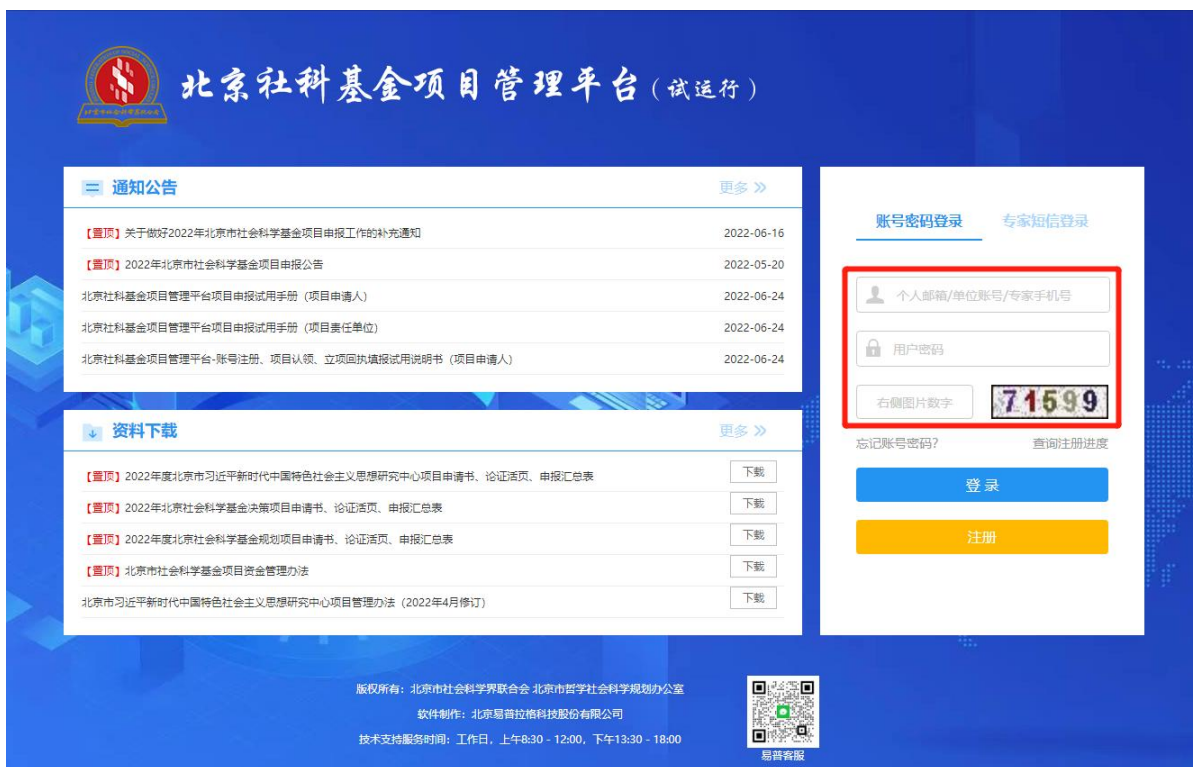 北京社科基金项目管理平台(试运行)
通知公告
更多
【置顶】关于做好2022年北京市社会科学基金项目申报工作的补充通知
2022-06-16
【置顶】2022年北京市社会科学基金项目申报公告
2022-05-20
北京社科基金项目管理平台项目申报试用手册(项目申请人)
2022-06-24
北京社科基金项目管理平台项目申报试用手册(项目责任单位)
2022-06-24
北京社科基金项目管理平台-账号注册、项目认领、立项回执填报试用说明书(项目申请人)
2022-06-24
资料下载
更多
【置顶】2022年度北京市习近平新时代中国特色社会主义思想研究中心项目申请书、论证活页、申报汇总表
下载
【置顶】2022年北京社会科学基金决策项目申请书、论证活页、申报汇总表
下载
【置顶】2022年度北京社会科学基金规划项目申请书、论证活页、申报汇总表
下载
【置顶】北京市社会科学基金项目资金管理办法
下载
北京市习近平新时代中国特色社会主义思想研究中心项目管理办法(2022年4月修订)
下载
账号密码登录
专家短信登录
个人邮箱/单位账号/专家手机号
用户密码
右侧图片数字
71599
忘记账号密码?
查询注册进度
登录
注册
版权所有:北京市社会科学界联合会 北京市哲学社会科学规划办公室
软件制作:北京易普拉格科技股份有限公司
技术支持服务时间:工作日,上午8:30 - 12:00,下午13:30 - 18:00
易普客服